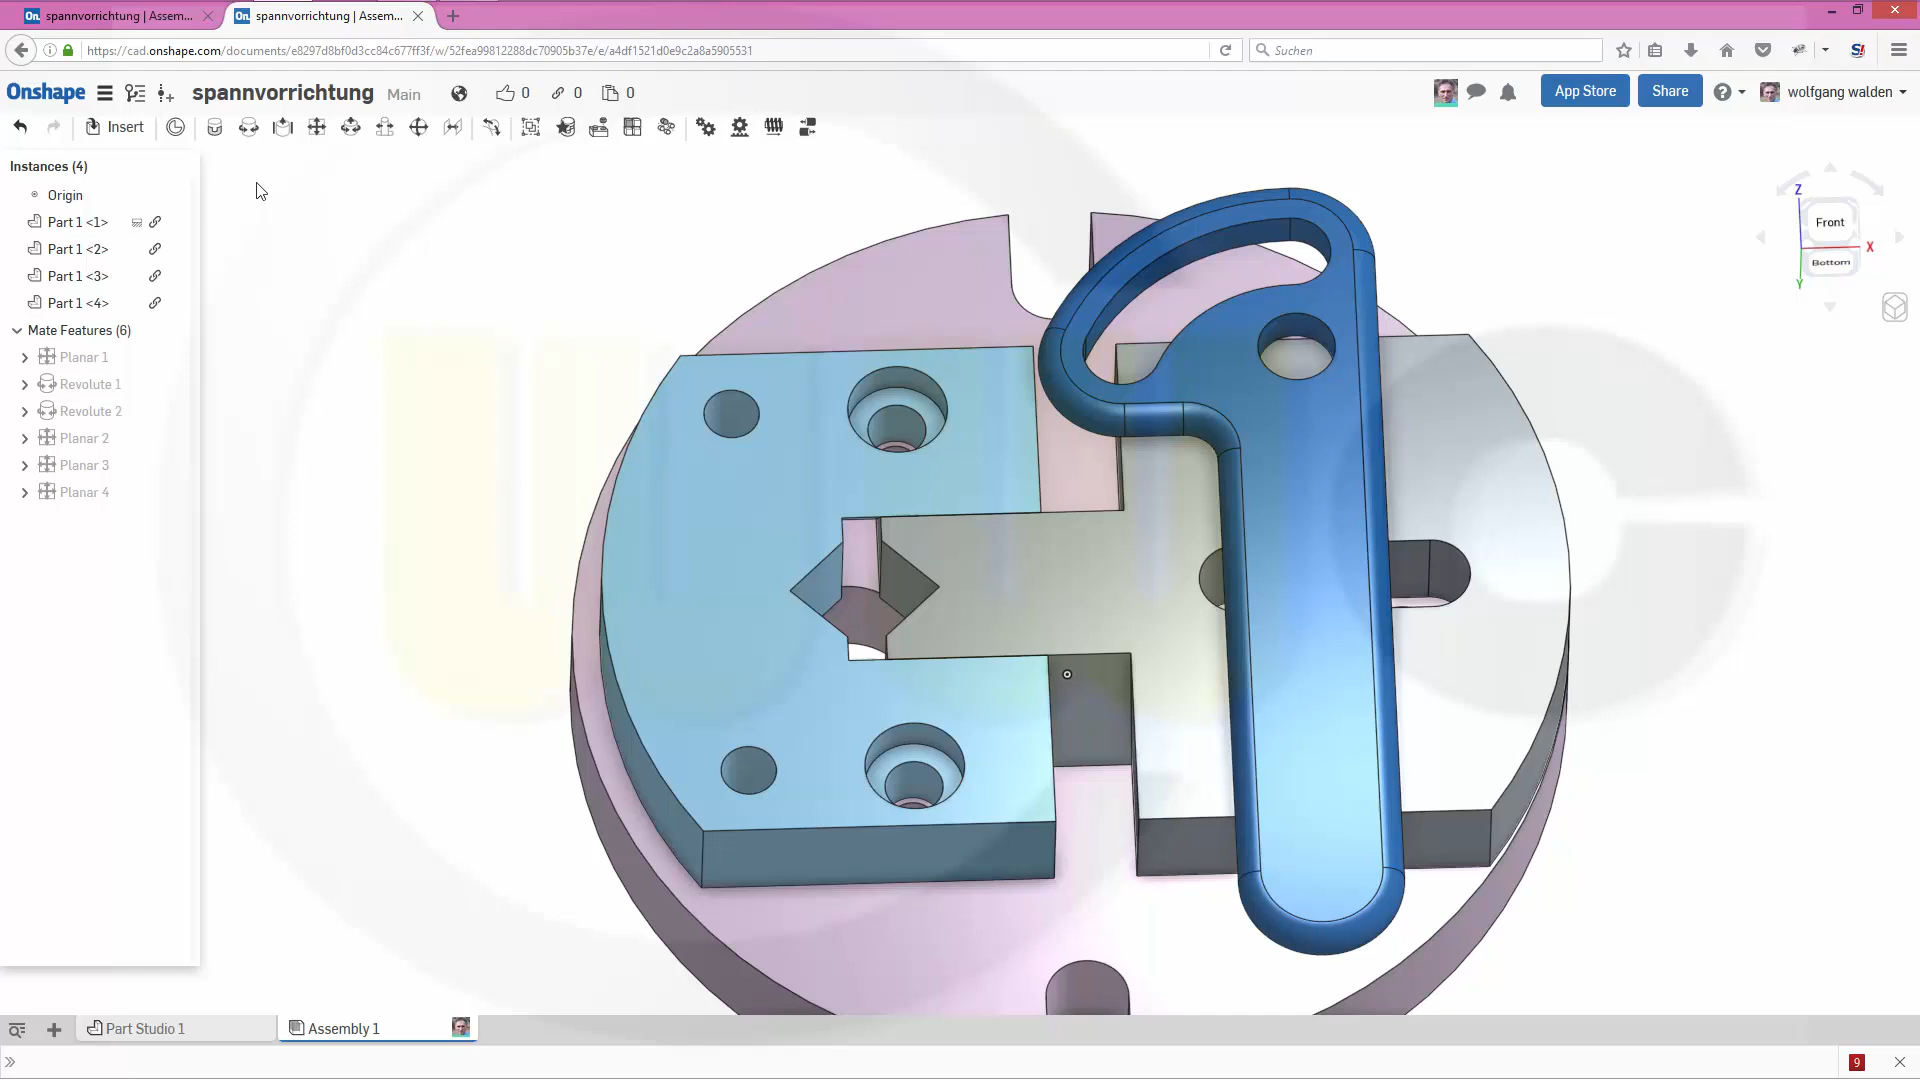 spannvorrichtung | Assem...
spannvorrichtung | Assem...
https://cad.onshape.com/documents/e8297d8bf0d3cc84c677ff3f/w/52fea99812288dc70905b37e/e/a4df1521d0e9c2a8a5905531
Suchen
Onshape
spannvorrichtung Main
0
0
0
App Store
Share
wolfgang walden
Insert
Instances (4)
Origin
Part 1 <1>
Part 1 <2>
Part 1 <3>
Part 1 <4>
Mate Features (6)
Planar 1
Revolute 1
Revolute 2
Planar 2
Planar 3
Planar 4
Z
Front
X
Bottom
Y
Part Studio 1
Assembly 1
9